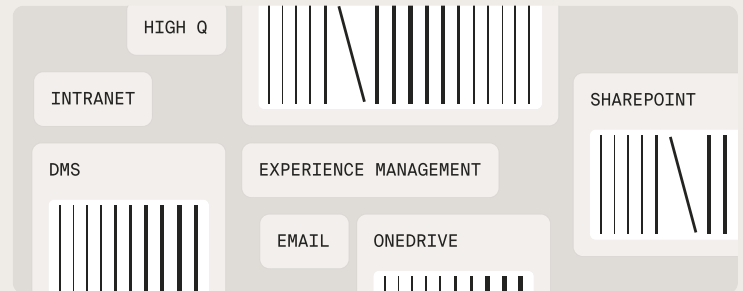 HIGH Q
INTRANET
SHAREPOINT
DMS
EXPERIENCE MANAGEMENT
EMAIL
ONEDRIVE